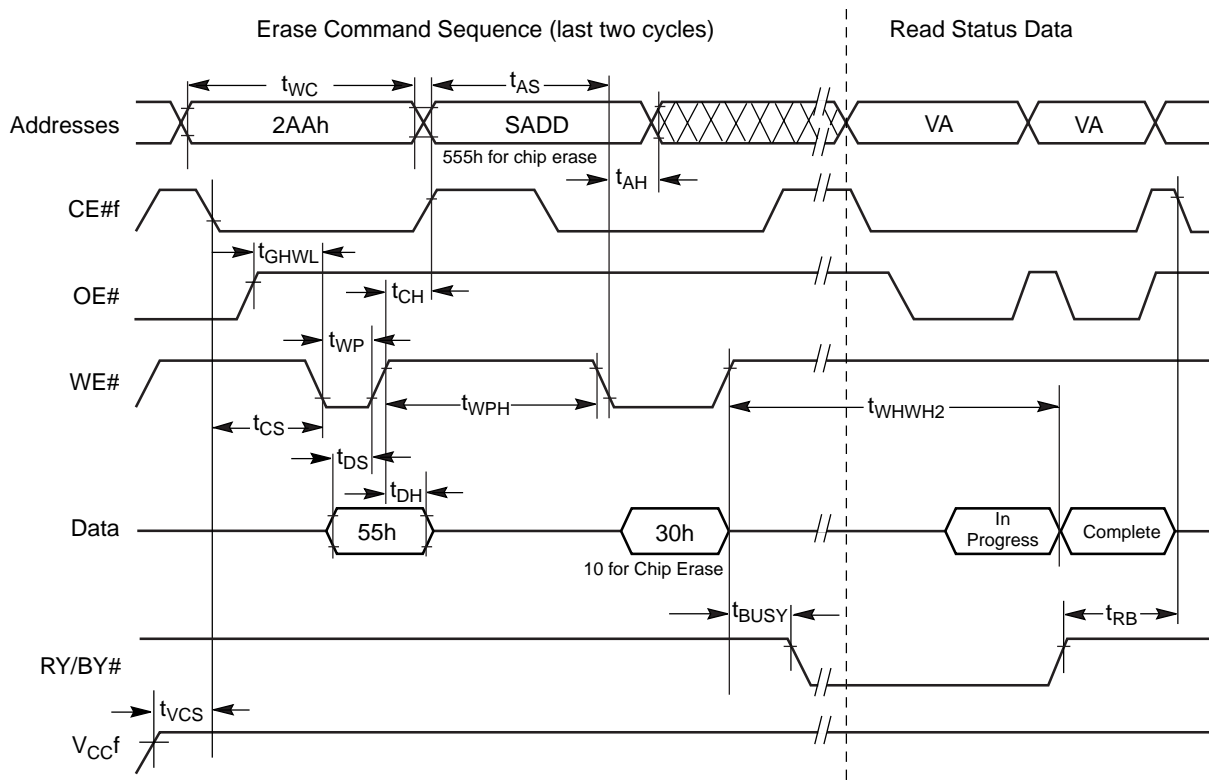 Erase Command Sequence (last two cycles)
Read Status Data
tWC
tAS
Addresses
2AAh
SADD
VA
VA
555h for chip erase
tAH
CE#f
tGHWL
OE#
tCH
tWP
WE#
tWPH
tWHWH2
tCS
tDS
tDH
Data
55h
30h
In
Progress
Complete
10 for Chip Erase
tBUSY
tRB
RY/BY#
tVCS
VCCf